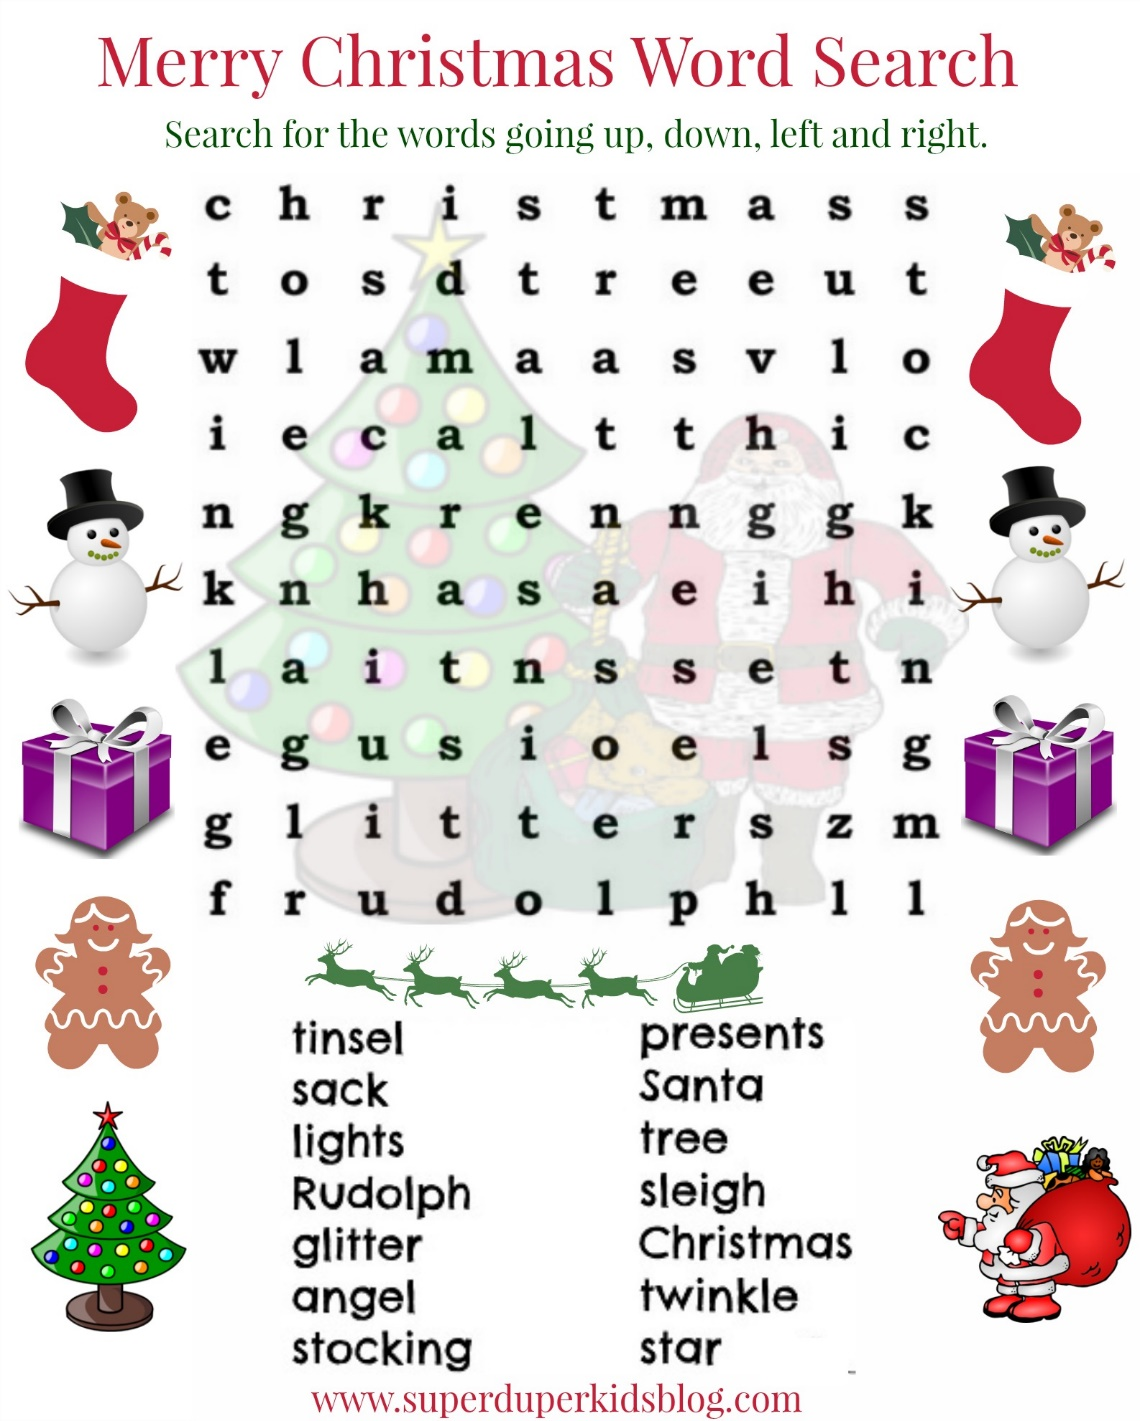 Merry Christmas Word Search
Search for the words going up, down, left and right.
c h r i s t m a s s
t o s d t r e e u t
w l a m a a s v l o
i e c a l t t h i c
n g k r e n n g g k
k n h a s a e i h i
l a i t n s s e t n
e g u s i o e l s g
g l i t t e r s z m
f r u d o l p h l l
tinsel presents
sack Santa
lights tree
Rudolph sleigh
glitter Christmas
angel twinkle
stocking star
www.superduperkidsblog.com